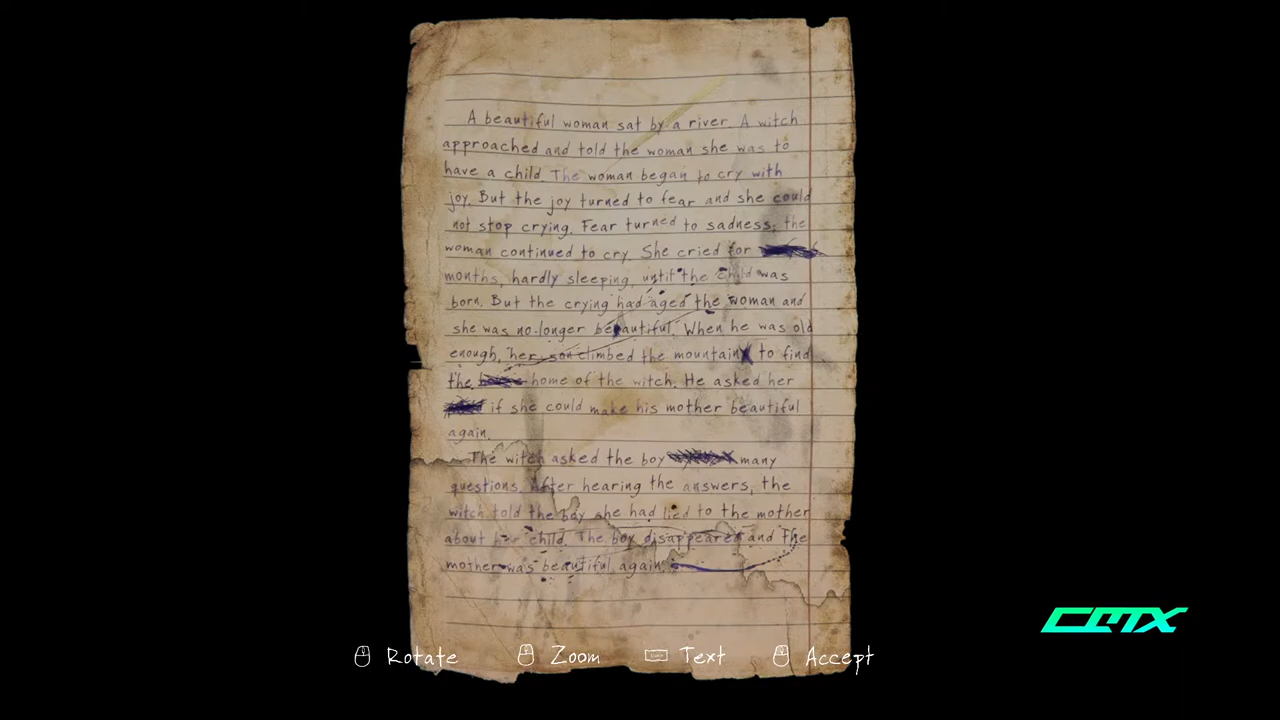 A beautiful woman sat by a river. A witch
approached and told the woman she was to
have a child. The woman began to cry with
joy. But the joy turned to fear and she could
not stop crying. Fear turned to sadness; the
woman continued to cry. She cried for
months, hardly sleeping, until the child was
born. But the crying had aged the woman and
she was no-longer beautiful. When he was old
enough, her son climbed the mountain to find
the home of the witch. He asked her
if she could make his mother beautiful
again.
The witch asked the boy many
questions. After hearing the answers, the
witch told the boy she had lied to the mother
about her child. The boy disappeared and the
mother was beautiful again.
Rotate Zoom Text Accept
CMX